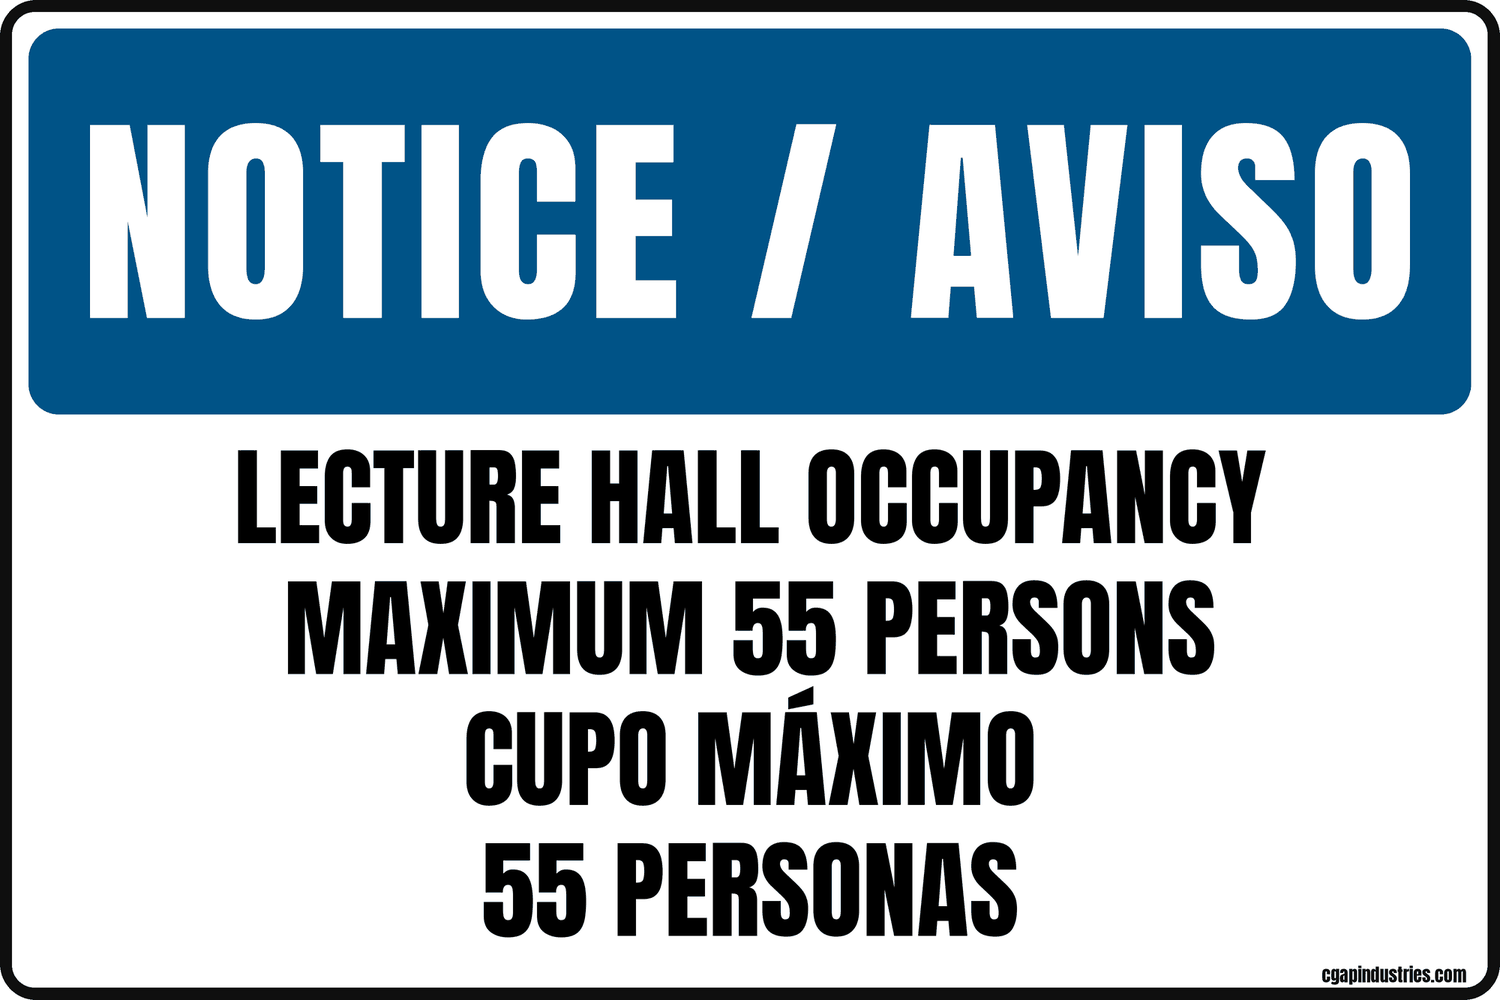 NOTICE / AVISO
LECTURE HALL OCCUPANCY
MAXIMUM 55 PERSONS
CUPO MÁXIMO
55 PERSONAS
cgapindustries.com